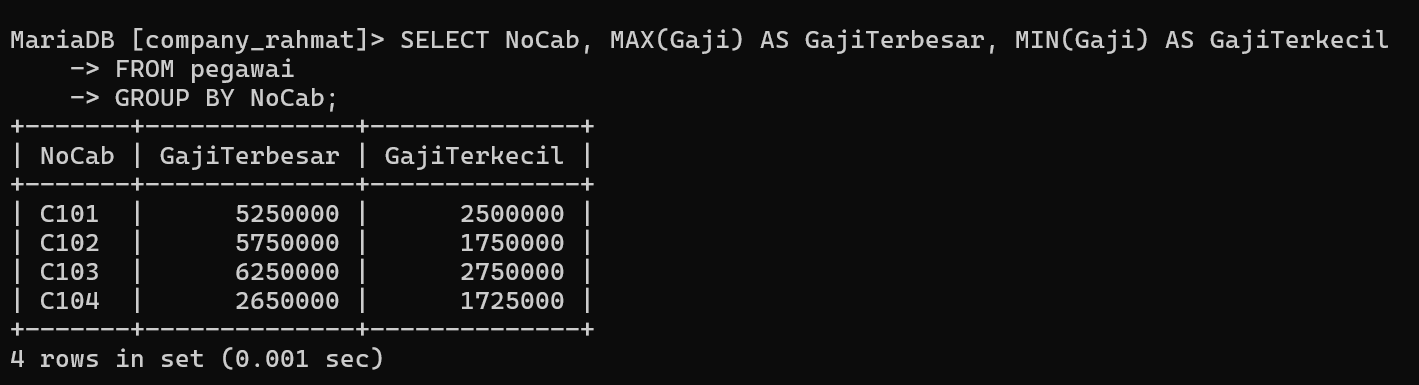 MariaDB [company_rahmat]> SELECT NoCab, MAX(Gaji) AS GajiTerbesar, MIN(Gaji) AS GajiTerkecil
    -> FROM pegawai
    -> GROUP BY NoCab;
+-------+--------------+--------------+
| NoCab | GajiTerbesar | GajiTerkecil |
+-------+--------------+--------------+
| C101  |      5250000 |      2500000 |
| C102  |      5750000 |      1750000 |
| C103  |      6250000 |      2750000 |
| C104  |      2650000 |      1725000 |
+-------+--------------+--------------+
4 rows in set (0.001 sec)